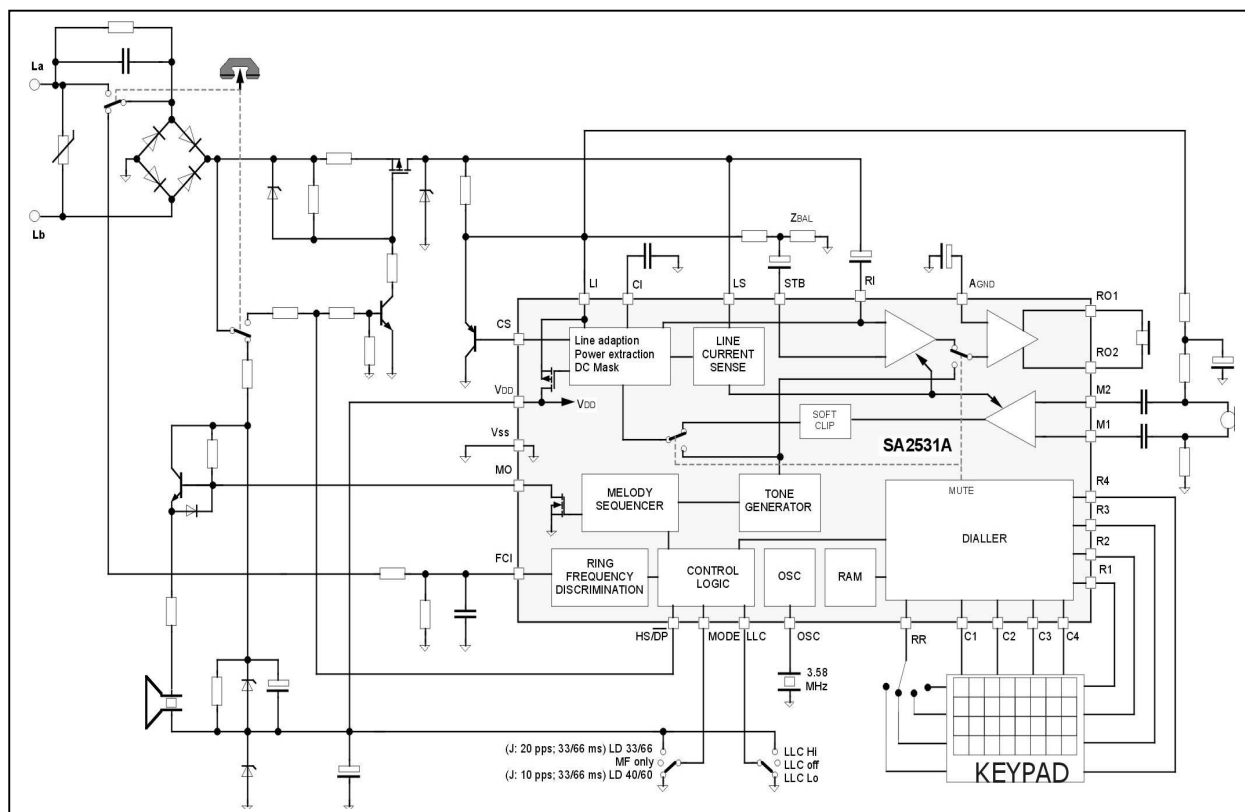 La
Lb
ZBAL
LI
CI
LS
STB
RI
AGND
RO1
RO2
CS
Line adaption
Power extraction
DC Mask
LINE
CURRENT
SENSE
VDD
VDD
M2
M1
SOFT
CLIP
SA2531A
Vss
MO
MELODY
SEQUENCER
TONE
GENERATOR
MUTE
DIALLER
R4
R3
R2
R1
FCI
RING
FREQUENCY
DISCRIMINATION
CONTROL
LOGIC
OSC
RAM
HS/DP
MODE
LLC
OSC
RR
C1
C2
C3
C4
3.58
MHz
(J: 20 pps; 33/66 ms) LD 33/66
MF only
(J: 10 pps; 33/66 ms) LD 40/60
LLC Hi
LLC off
LLC Lo
KEYPAD